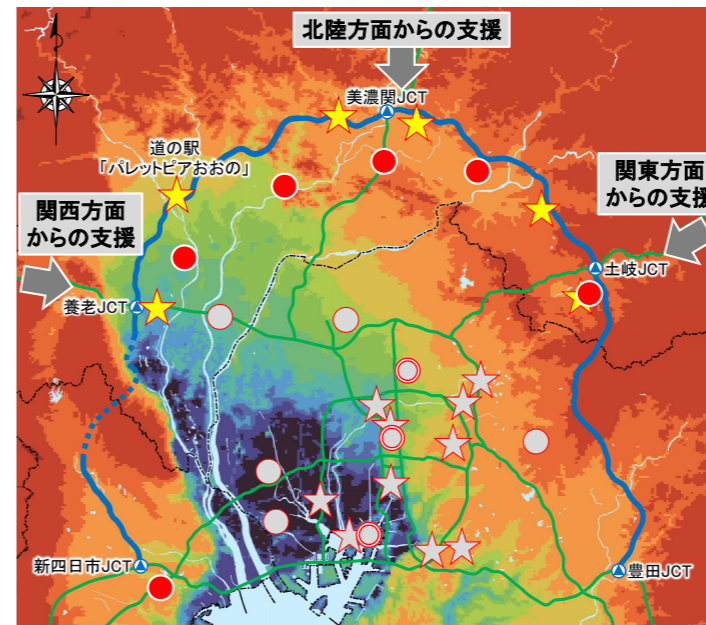 北陸方面からの支援
美濃関JCT
道の駅
「パレットピアおおの」
関西方面
からの支援
関東方面
からの支援
養老JCT
土岐JCT
新四日市JCT
豊田JCT